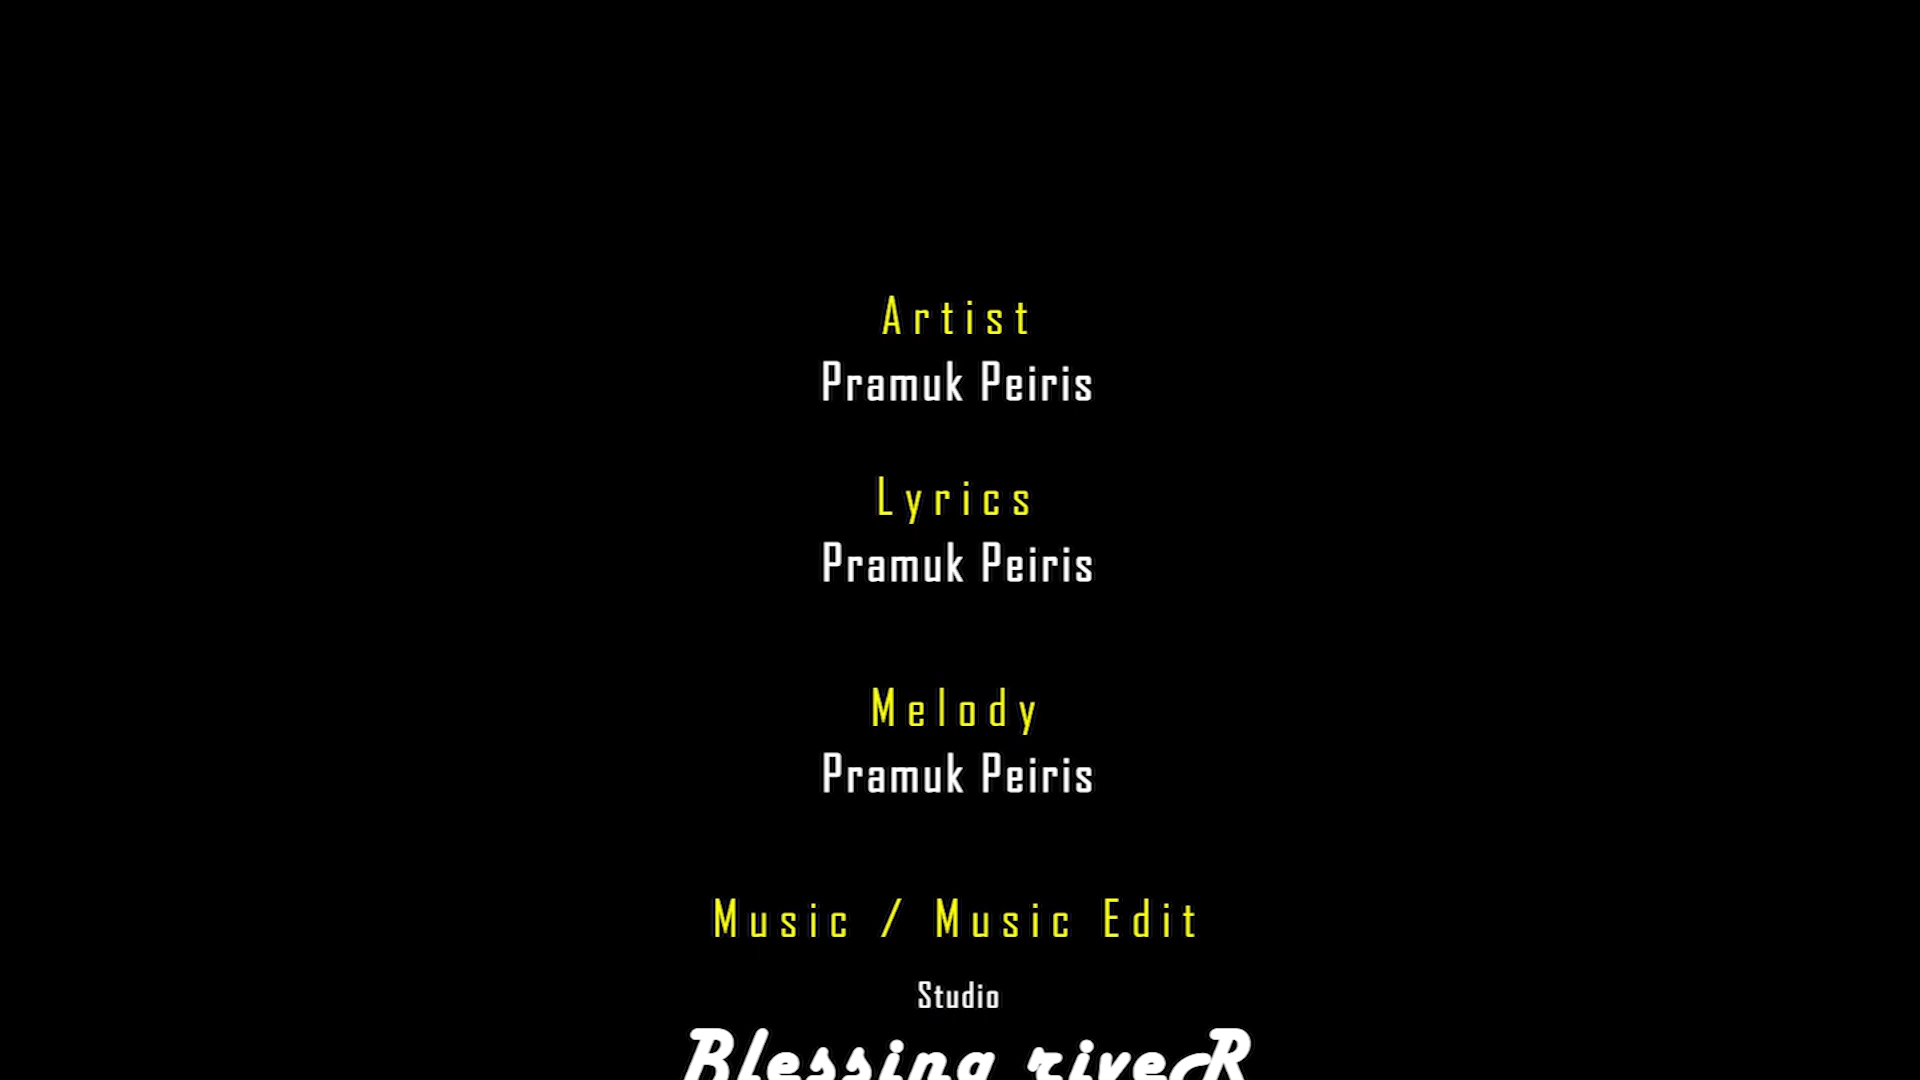 Artist
Pramuk Peiris
Lyrics
Pramuk Peiris
Melody
Pramuk Peiris
Music / Music Edit
Studio
Blessing riveR